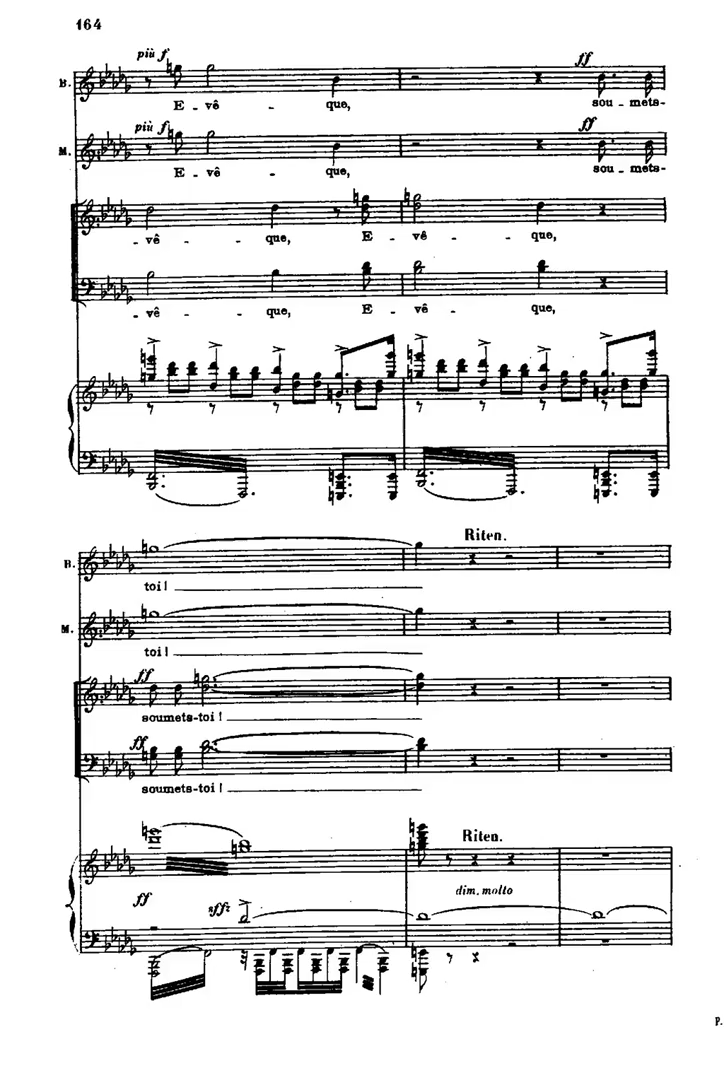 164
più f
ff
B.
E - vê - que, sou - mets-
più f
ff
M.
E - vê - que, sou - mets-
- vê - - que, E - vê - - que,
- vê - - que, E - vê - - que,
Riten.
B.
toi!
M.
toi!
ff
soumets-toi!
ff
soumets-toi!
Riten.
ff
sffz
dim. molto
P.